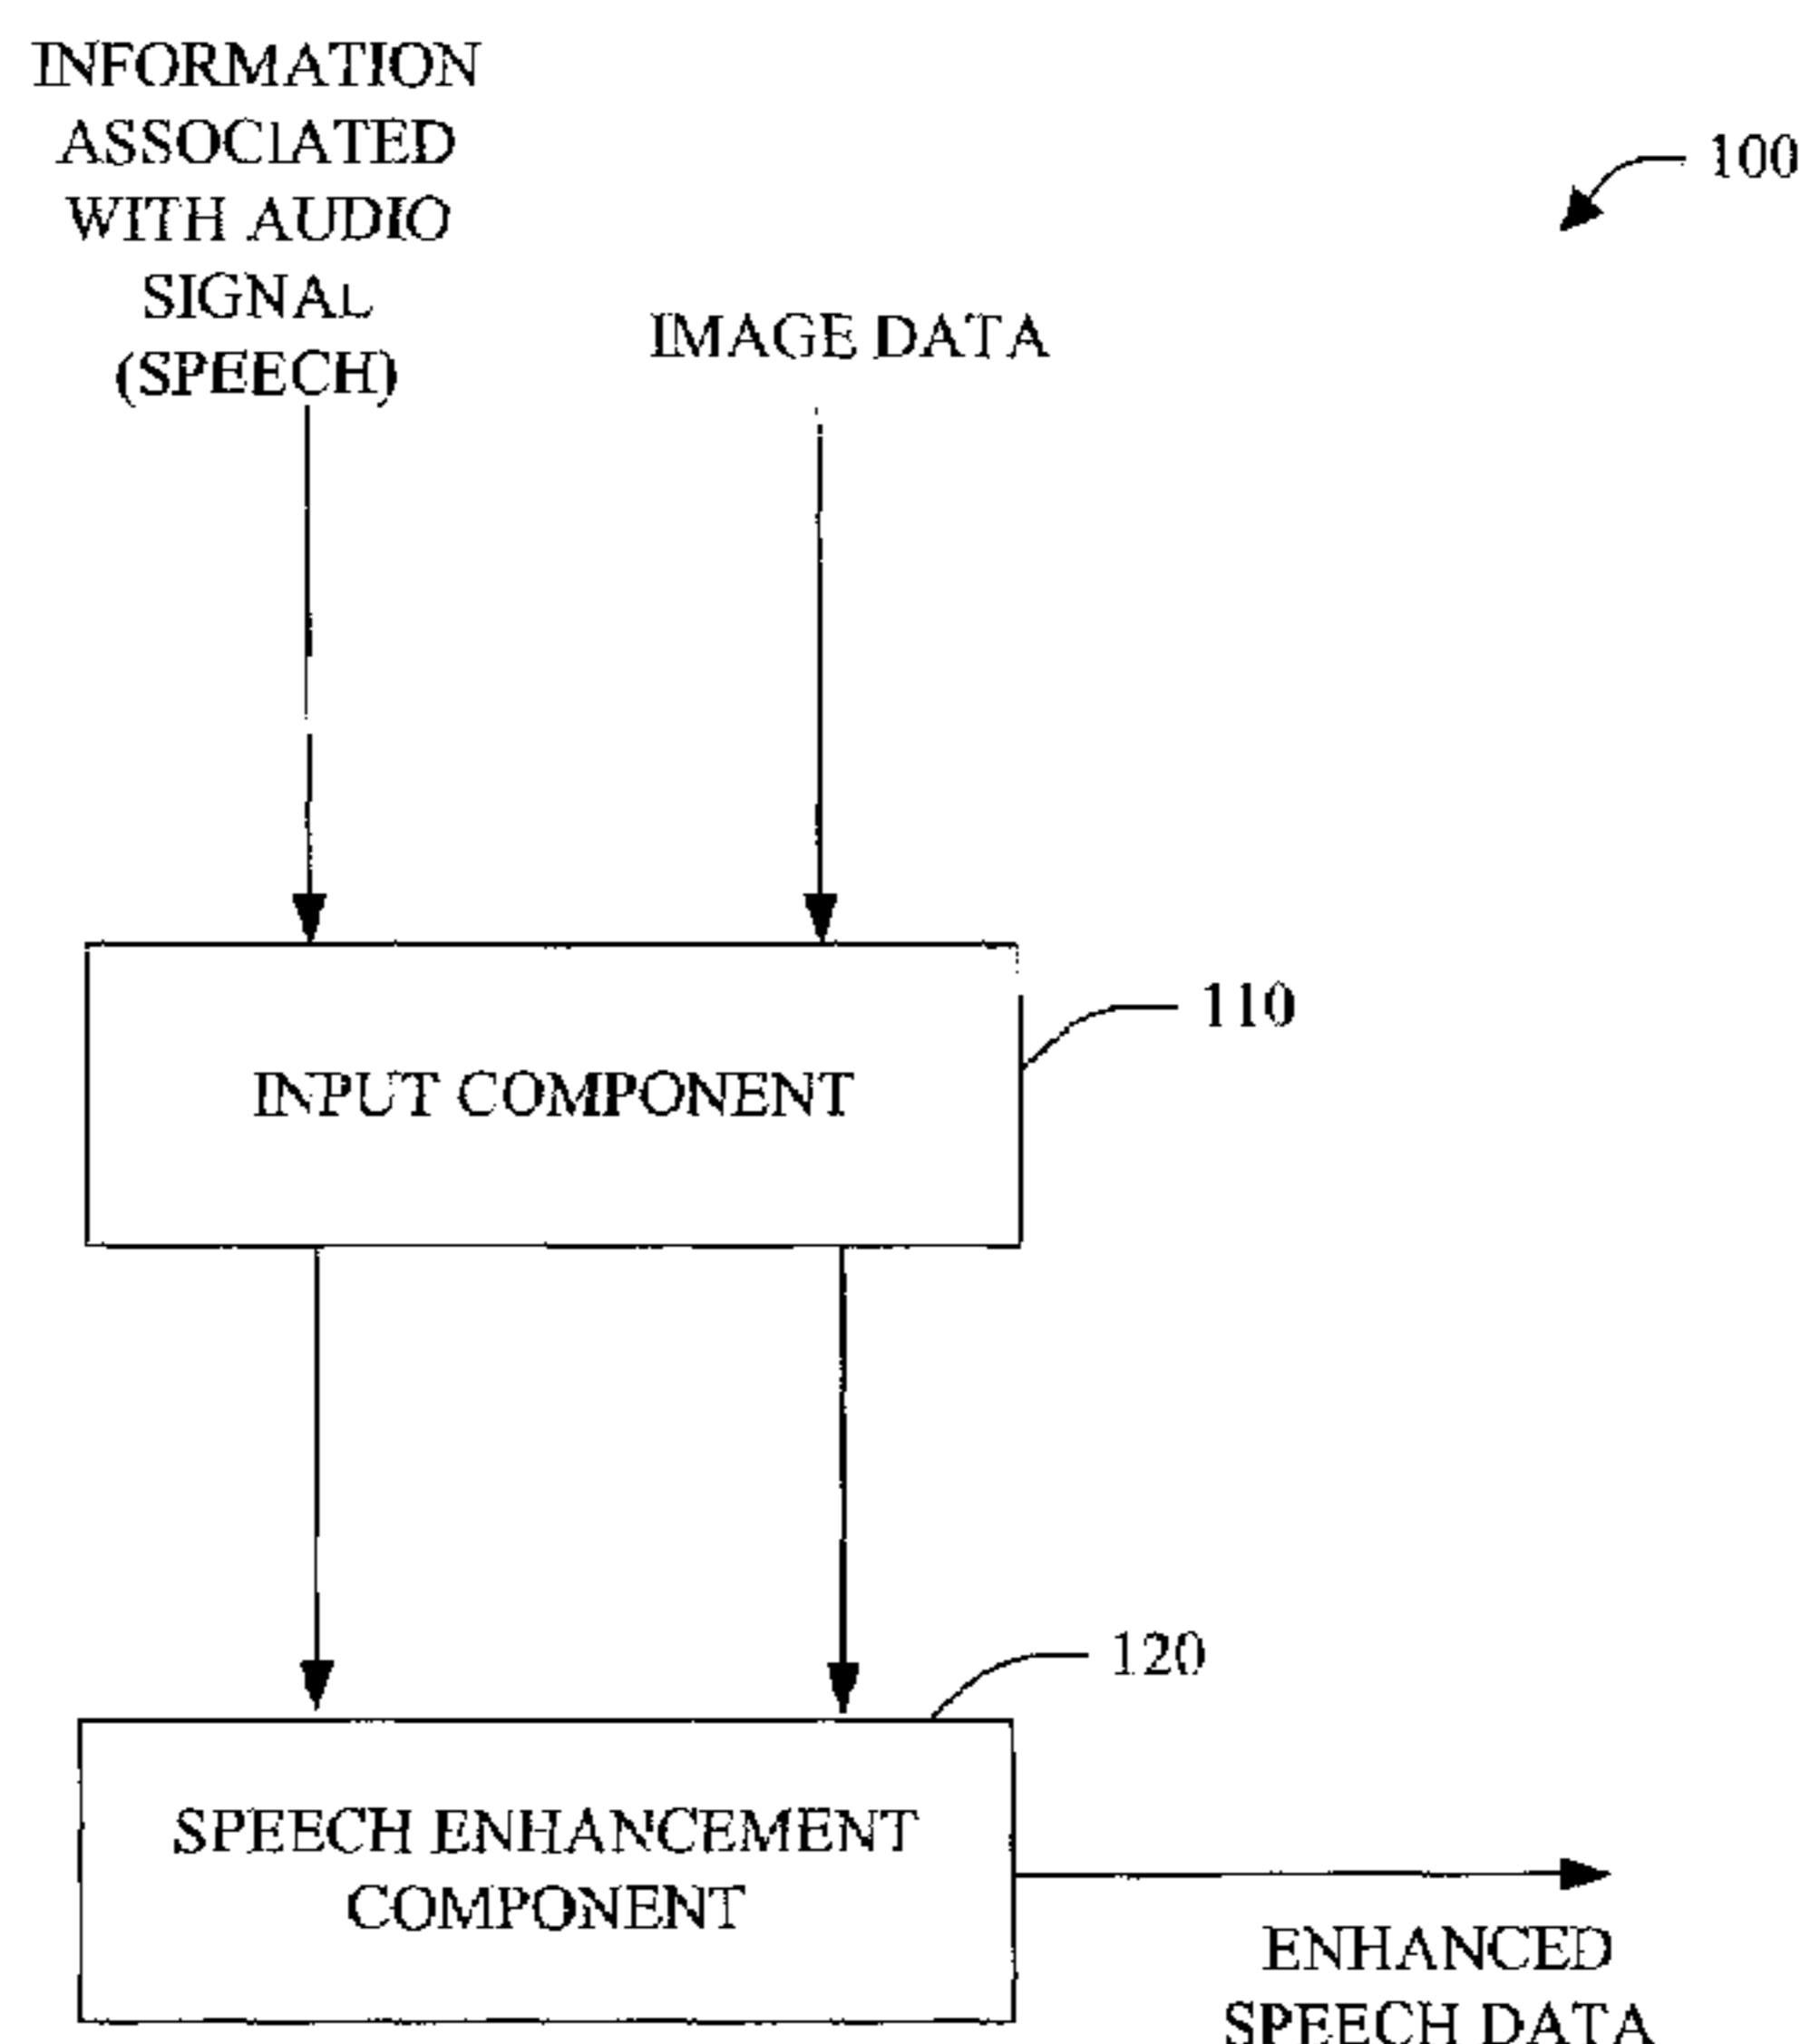 INFORMATION
ASSOCIATED
WITH AUDIO
SIGNAL
(SPEECH)
IMAGE DATA
100
INPUT COMPONENT
110
120
SPEECH ENHANCEMENT
COMPONENT
ENHANCED
SPEECH DATA